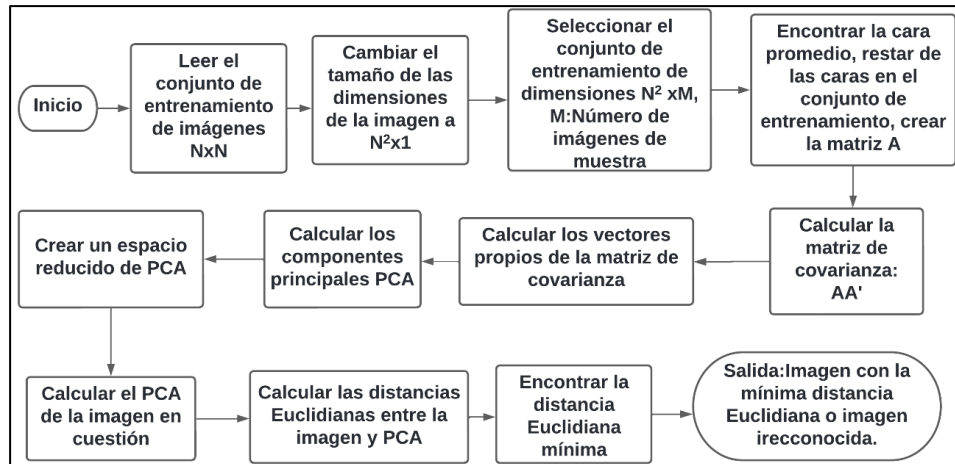 Inicio
Leer el
conjunto de
entrenamiento
de imágenes
NxN
Cambiar el
tamaño de las
dimensiones
de la imagen a
N²x1
Seleccionar el
conjunto de
entrenamiento de
dimensiones N² xM,
M:Número de
imágenes de
muestra
Encontrar la cara
promedio, restar de
las caras en el
conjunto de
entrenamiento, crear
la matriz A
Calcular la
matriz de
covarianza:
AA'
Calcular los vectores
propios de la matriz de
covarianza
Calcular los
componentes
principales PCA
Crear un espacio
reducido de PCA
Calcular el PCA
de la imagen en
cuestión
Calcular las distancias
Euclidianas entre la
imagen y PCA
Encontrar la
distancia
Euclidiana
mínima
Salida:Imagen con la
mínima distancia
Euclidiana o imagen
irecconocida.